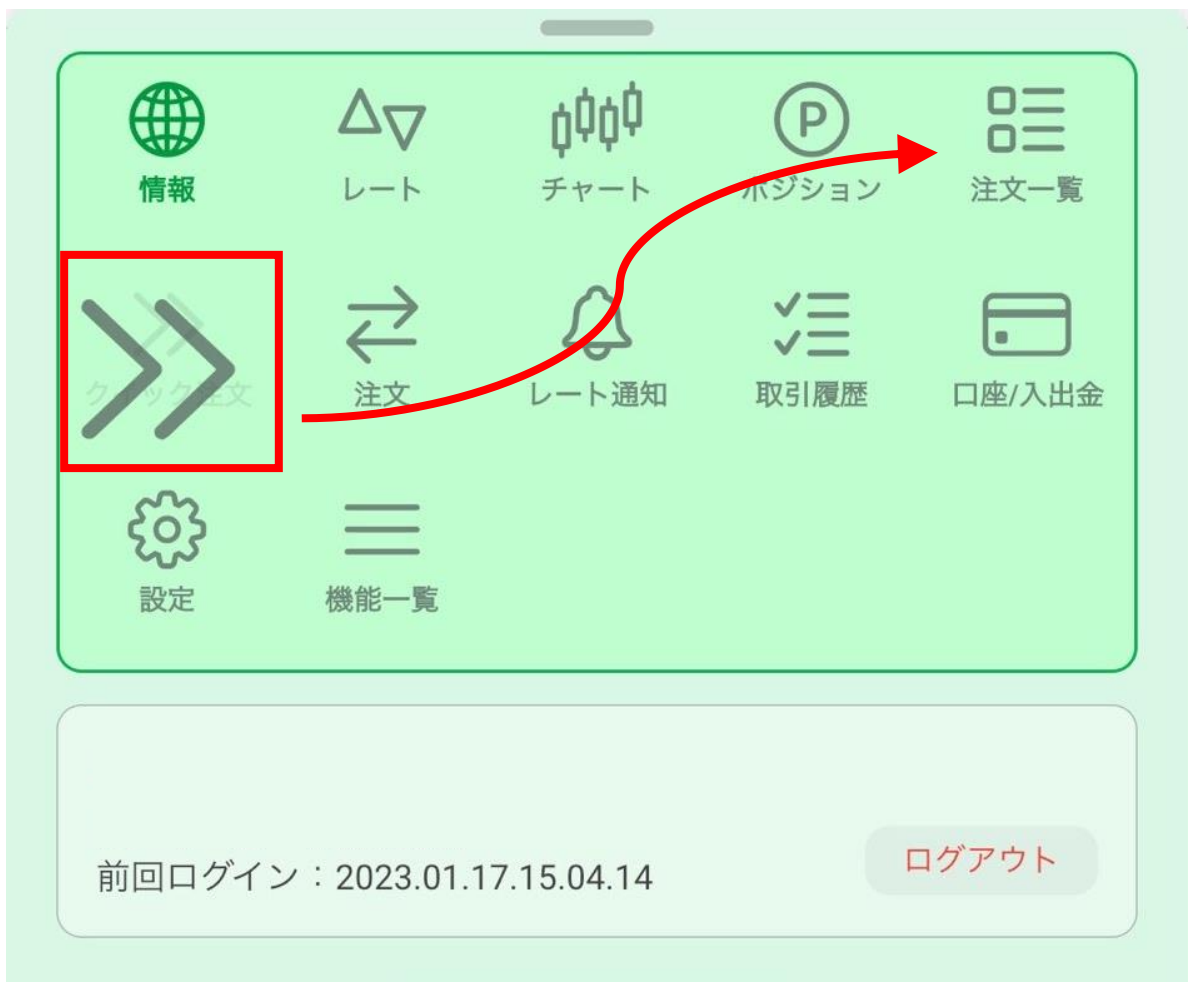 情報
レート
チャート
ポジション
注文一覧
注文
レート通知
取引履歴
口座/入出金
設定
機能一覧
前回ログイン：2023.01.17.15.04.14
ログアウト